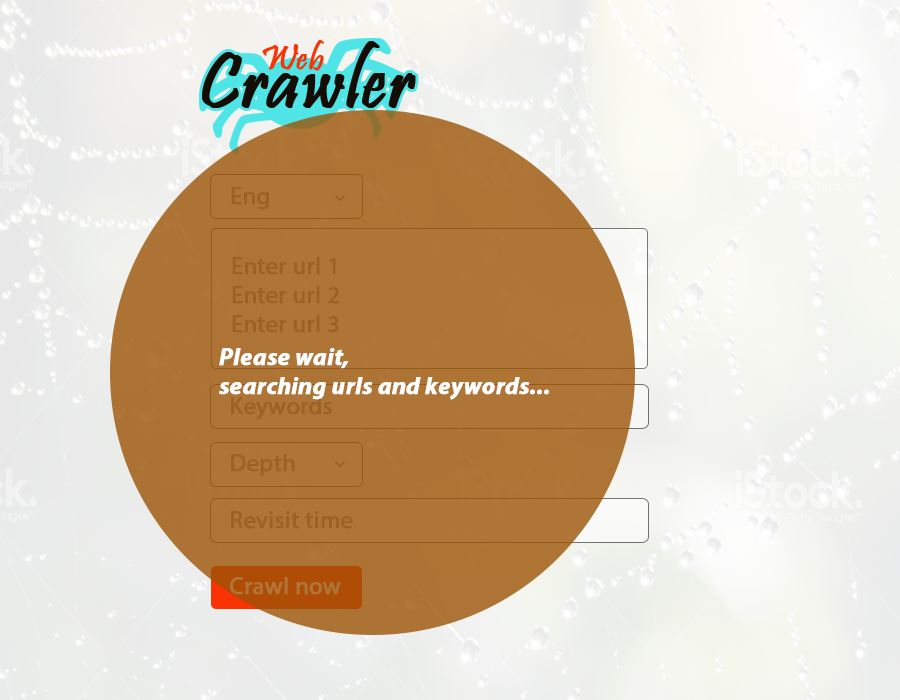 Web
Crawler
iStock.
iStock.
Eng
Enter url 1
Enter url 2
Enter url 3
Please wait,
searching urls and keywords...
Keywords
Depth
iStock.
Revisit time
Crawl now